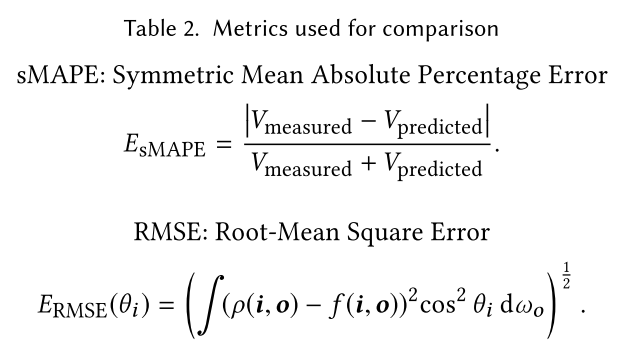 Table 2. Metrics used for comparison
sMAPE: Symmetric Mean Absolute Percentage Error
E_sMAPE = |V_measured − V_predicted| / (V_measured + V_predicted).
RMSE: Root-Mean Square Error
E_RMSE(θ_i) = (∫(ρ(i, o) − f(i, o))² cos² θ_i dω_o)^(1/2).